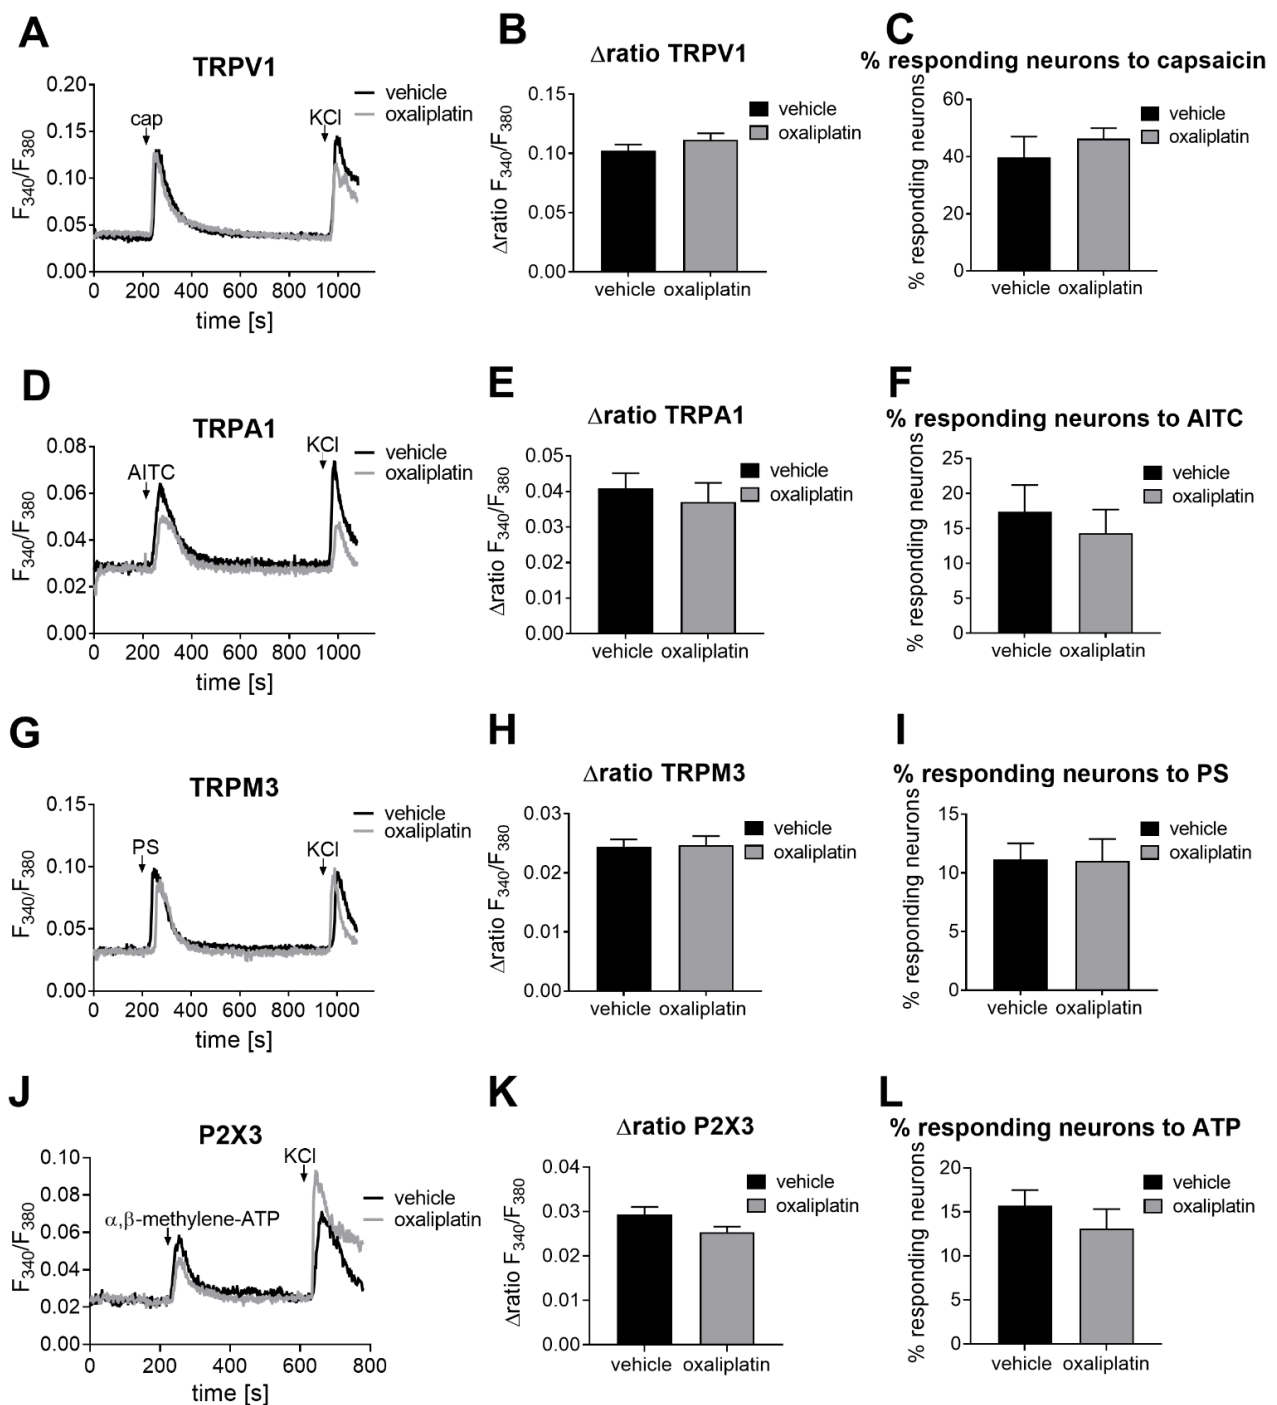 A
TRPV1
F340/F380
0.20
0.15
0.10
0.05
0.00
cap
KCl
vehicle
oxaliplatin
0 200 400 600 800 1000
time [s]
B
Δratio TRPV1
Δratio F340/F380
0.15
0.10
0.05
0.00
vehicle
oxaliplatin
vehicle oxaliplatin
C
% responding neurons to capsaicin
% responding neurons
60
40
20
0
vehicle
oxaliplatin
vehicle oxaliplatin
D
TRPA1
F340/F380
0.08
0.06
0.04
0.02
0.00
AITC
KCl
vehicle
oxaliplatin
0 200 400 600 800 1000
time [s]
E
Δratio TRPA1
Δratio F340/F380
0.05
0.04
0.03
0.02
0.01
0.00
vehicle
oxaliplatin
vehicle oxaliplatin
F
% responding neurons to AITC
% responding neurons
25
20
15
10
5
0
vehicle
oxaliplatin
vehicle oxaliplatin
G
TRPM3
F340/F380
0.15
0.10
0.05
0.00
PS
KCl
vehicle
oxaliplatin
0 200 400 600 800 1000
time [s]
H
Δratio TRPM3
Δratio F340/F380
0.03
0.02
0.01
0.00
vehicle
oxaliplatin
vehicle oxaliplatin
I
% responding neurons to PS
% responding neurons
15
10
5
0
vehicle
oxaliplatin
vehicle oxaliplatin
J
P2X3
F340/F380
0.10
0.08
0.06
0.04
0.02
0.00
α,β-methylene-ATP
KCl
vehicle
oxaliplatin
0 200 400 600 800
time [s]
K
Δratio P2X3
Δratio F340/F380
0.04
0.03
0.02
0.01
0.00
vehicle
oxaliplatin
vehicle oxaliplatin
L
% responding neurons to ATP
% responding neurons
20
15
10
5
0
vehicle
oxaliplatin
vehicle oxaliplatin